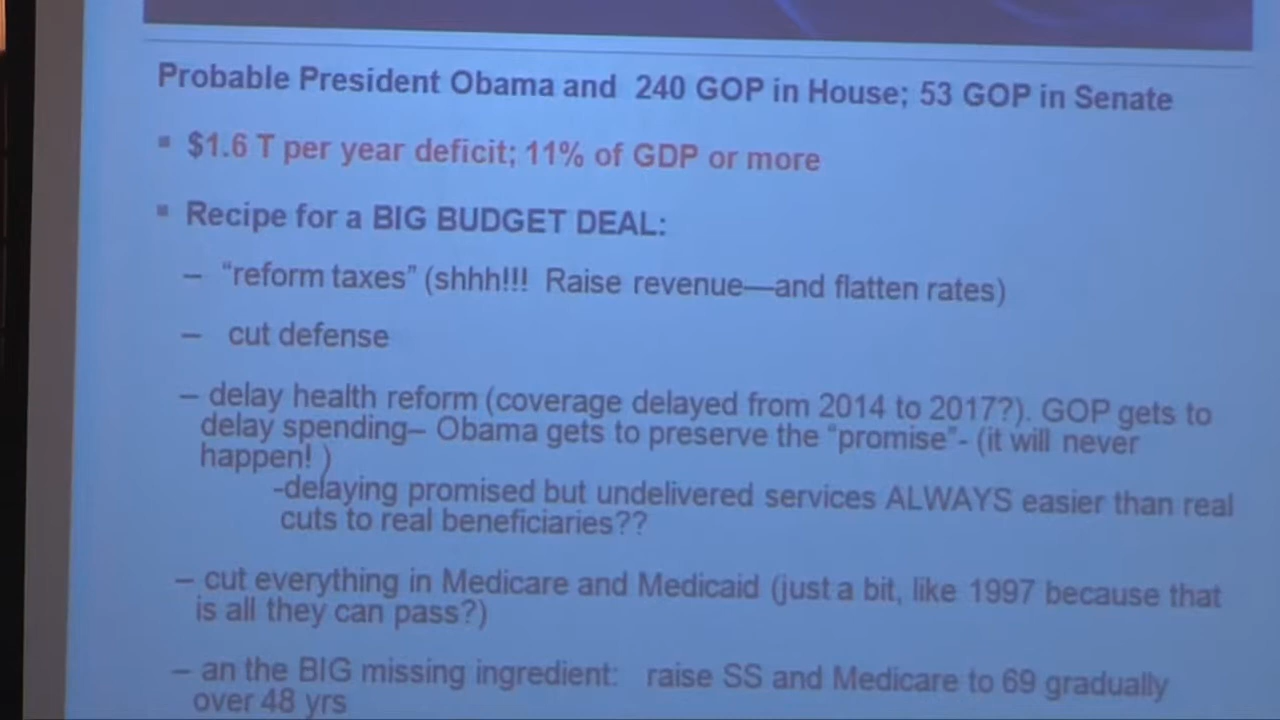 Probable President Obama and 240 GOP in House; 53 GOP in Senate
▪ $1.6 T per year deficit; 11% of GDP or more
▪ Recipe for a BIG BUDGET DEAL:
– “reform taxes” (shhh!!! Raise revenue—and flatten rates)
– cut defense
– delay health reform (coverage delayed from 2014 to 2017?). GOP gets to
delay spending– Obama gets to preserve the “promise”- (it will never
happen! )
-delaying promised but undelivered services ALWAYS easier than real
cuts to real beneficiaries??
– cut everything in Medicare and Medicaid (just a bit, like 1997 because that
is all they can pass?)
– an the BIG missing ingredient: raise SS and Medicare to 69 gradually
over 48 yrs